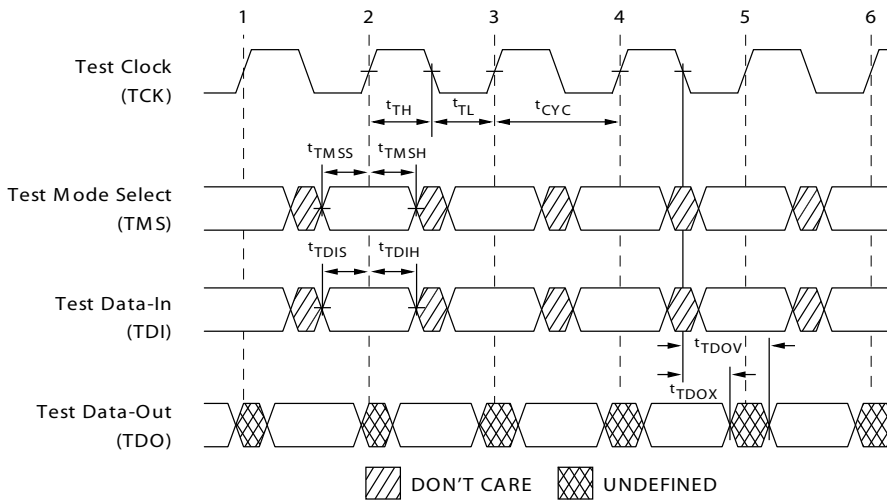 1 2 3 4 5 6
Test Clock
(TCK)
tTH tTL tCYC
tTMSS tTMSH
Test Mode Select
(TMS)
tTDIS tTDIH
Test Data-In
(TDI)
tTDOV
tTDOX
Test Data-Out
(TDO)
DON'T CARE UNDEFINED